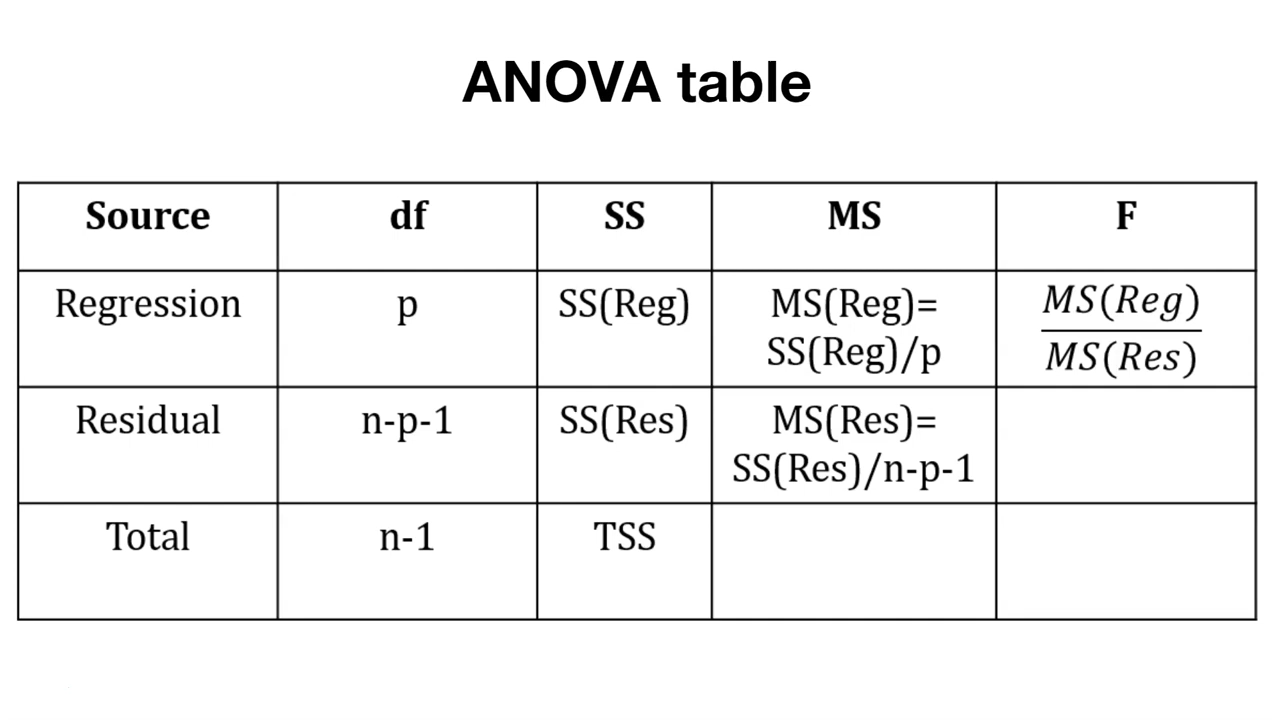 ANOVA table
Source df SS MS F
Regression p SS(Reg) MS(Reg)= MS(Reg)
SS(Reg)/p MS(Res)
Residual n-p-1 SS(Res) MS(Res)=
SS(Res)/n-p-1
Total n-1 TSS